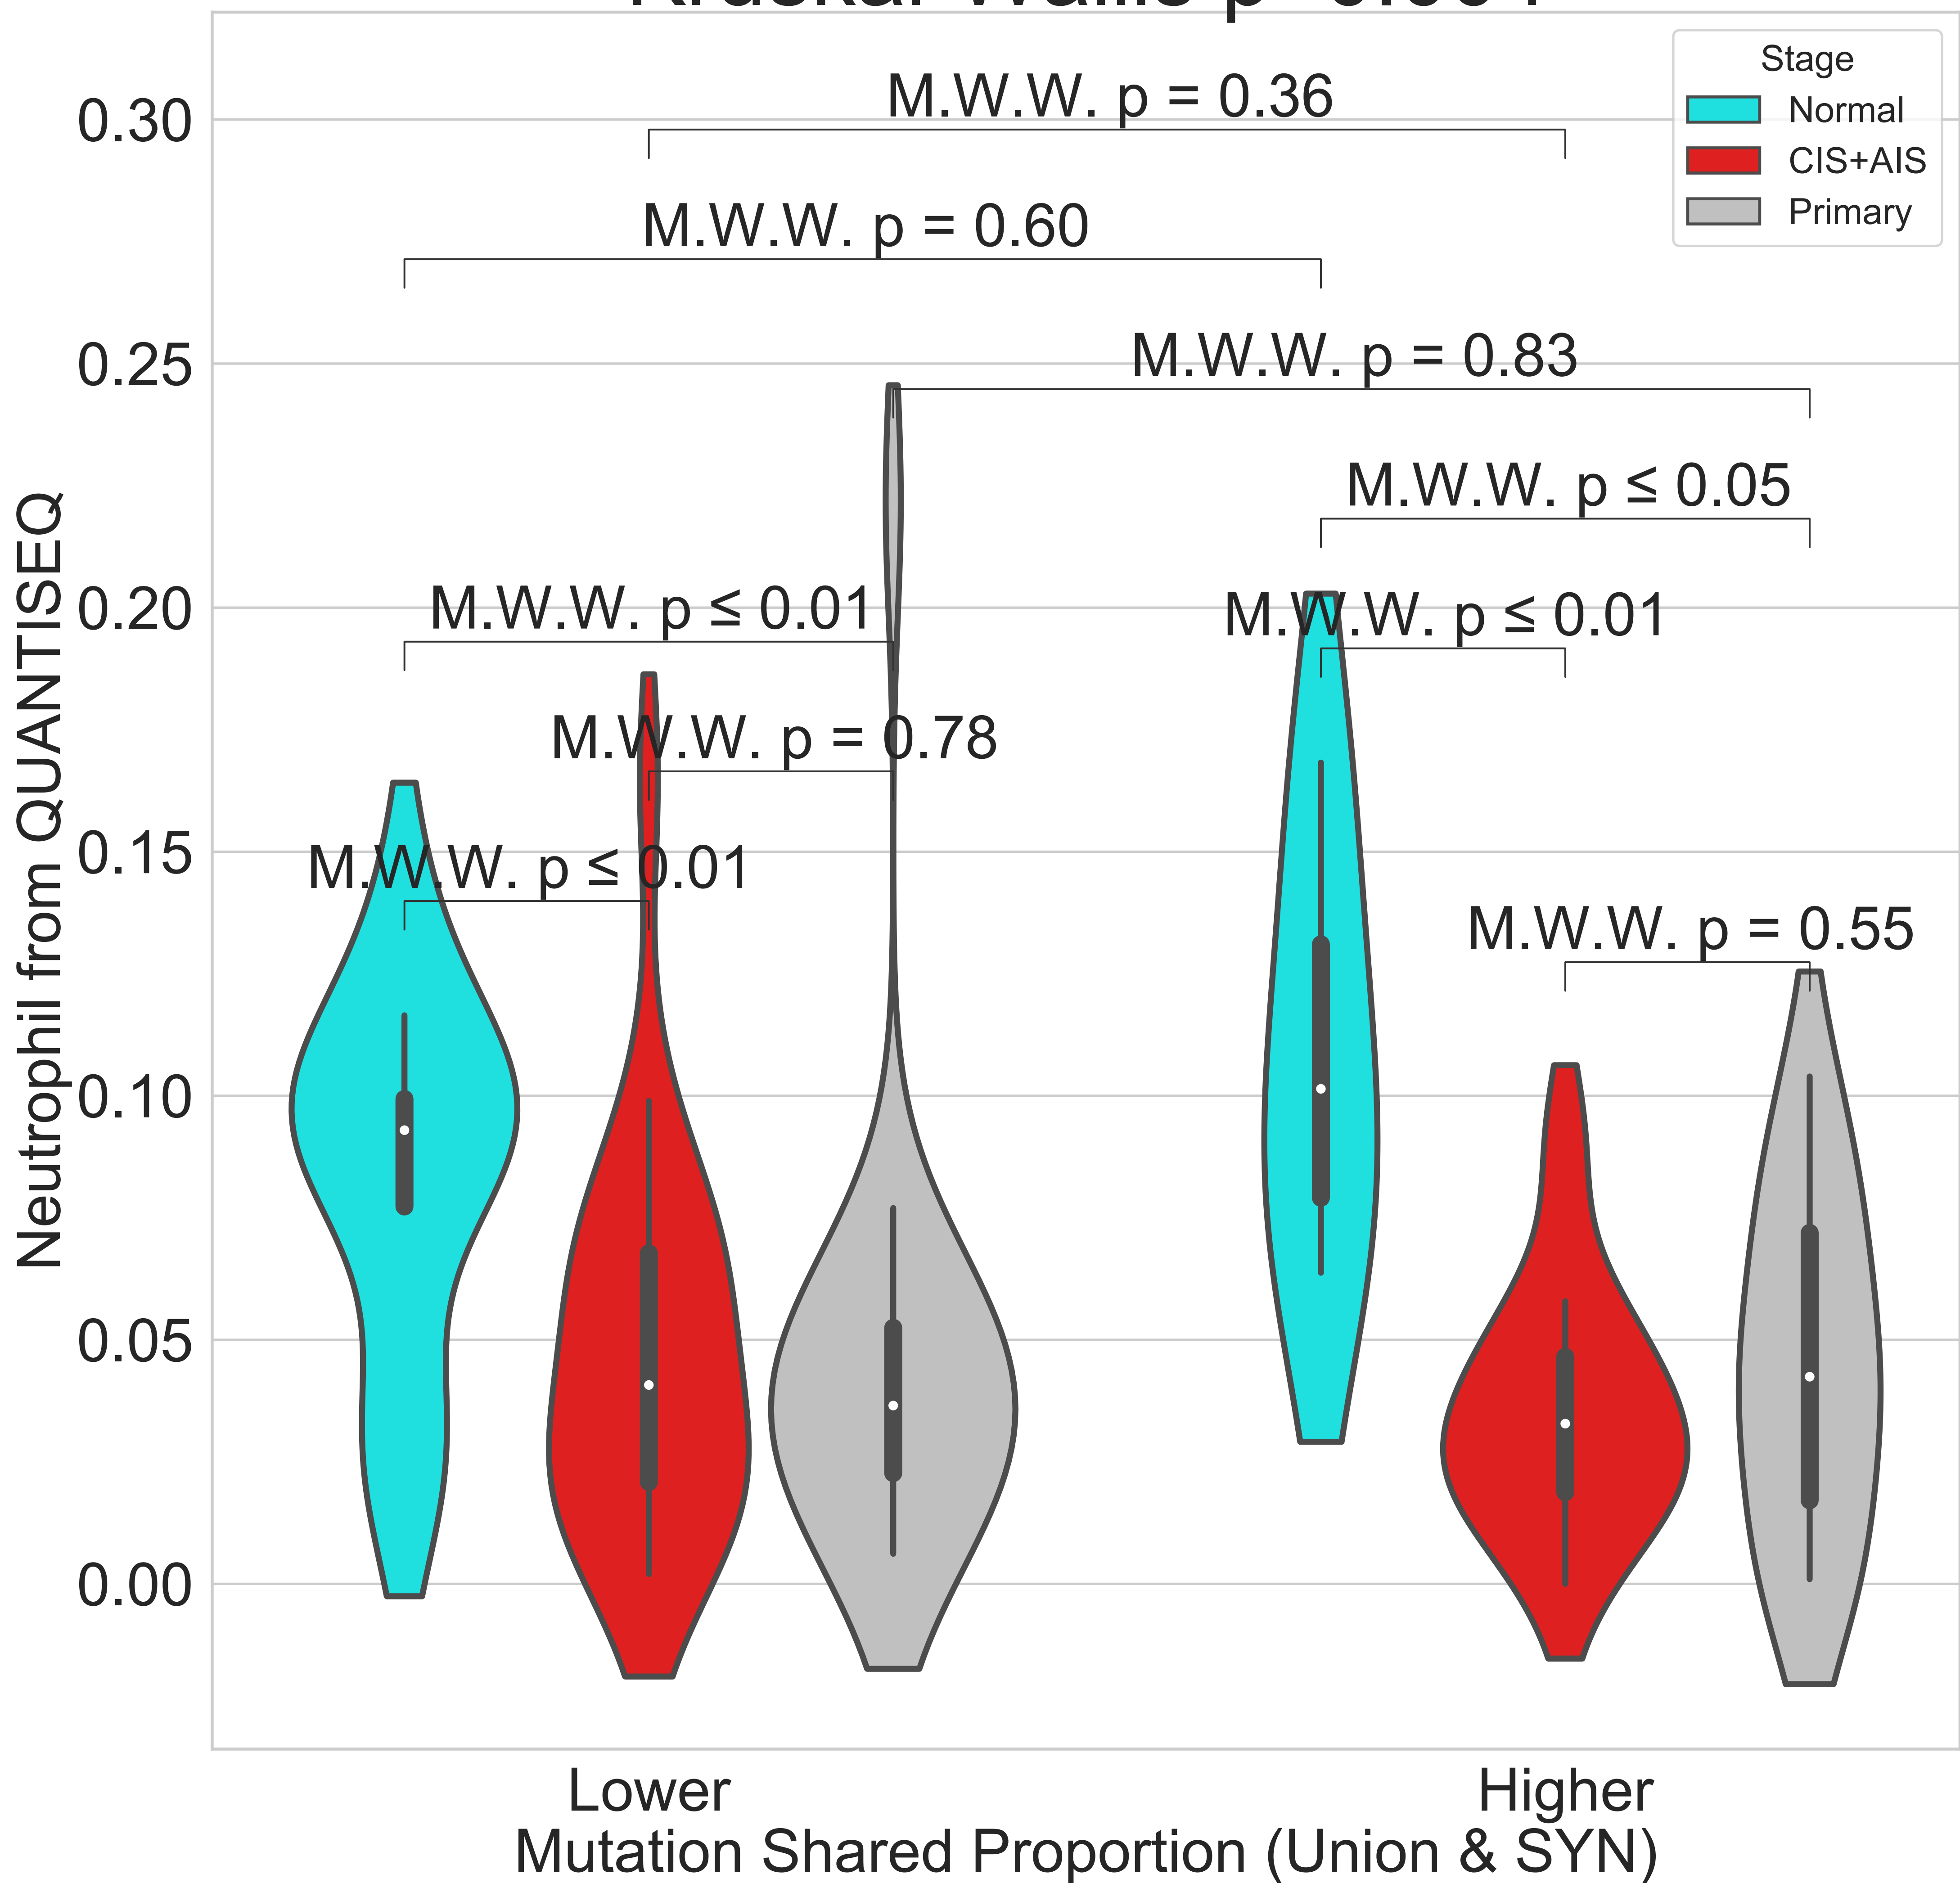 Stage
Normal
CIS+AIS
Primary
M.W.W. p = 0.36
M.W.W. p = 0.60
M.W.W. p = 0.83
M.W.W. p ≤ 0.05
M.W.W. p ≤ 0.01
M.W.W. p ≤ 0.01
M.W.W. p = 0.78
M.W.W. p ≤ 0.01
M.W.W. p = 0.55
0.30
0.25
0.20
0.15
0.10
0.05
0.00
Neutrophil from QUANTISEQ
Lower
Higher
Mutation Shared Proportion (Union & SYN)